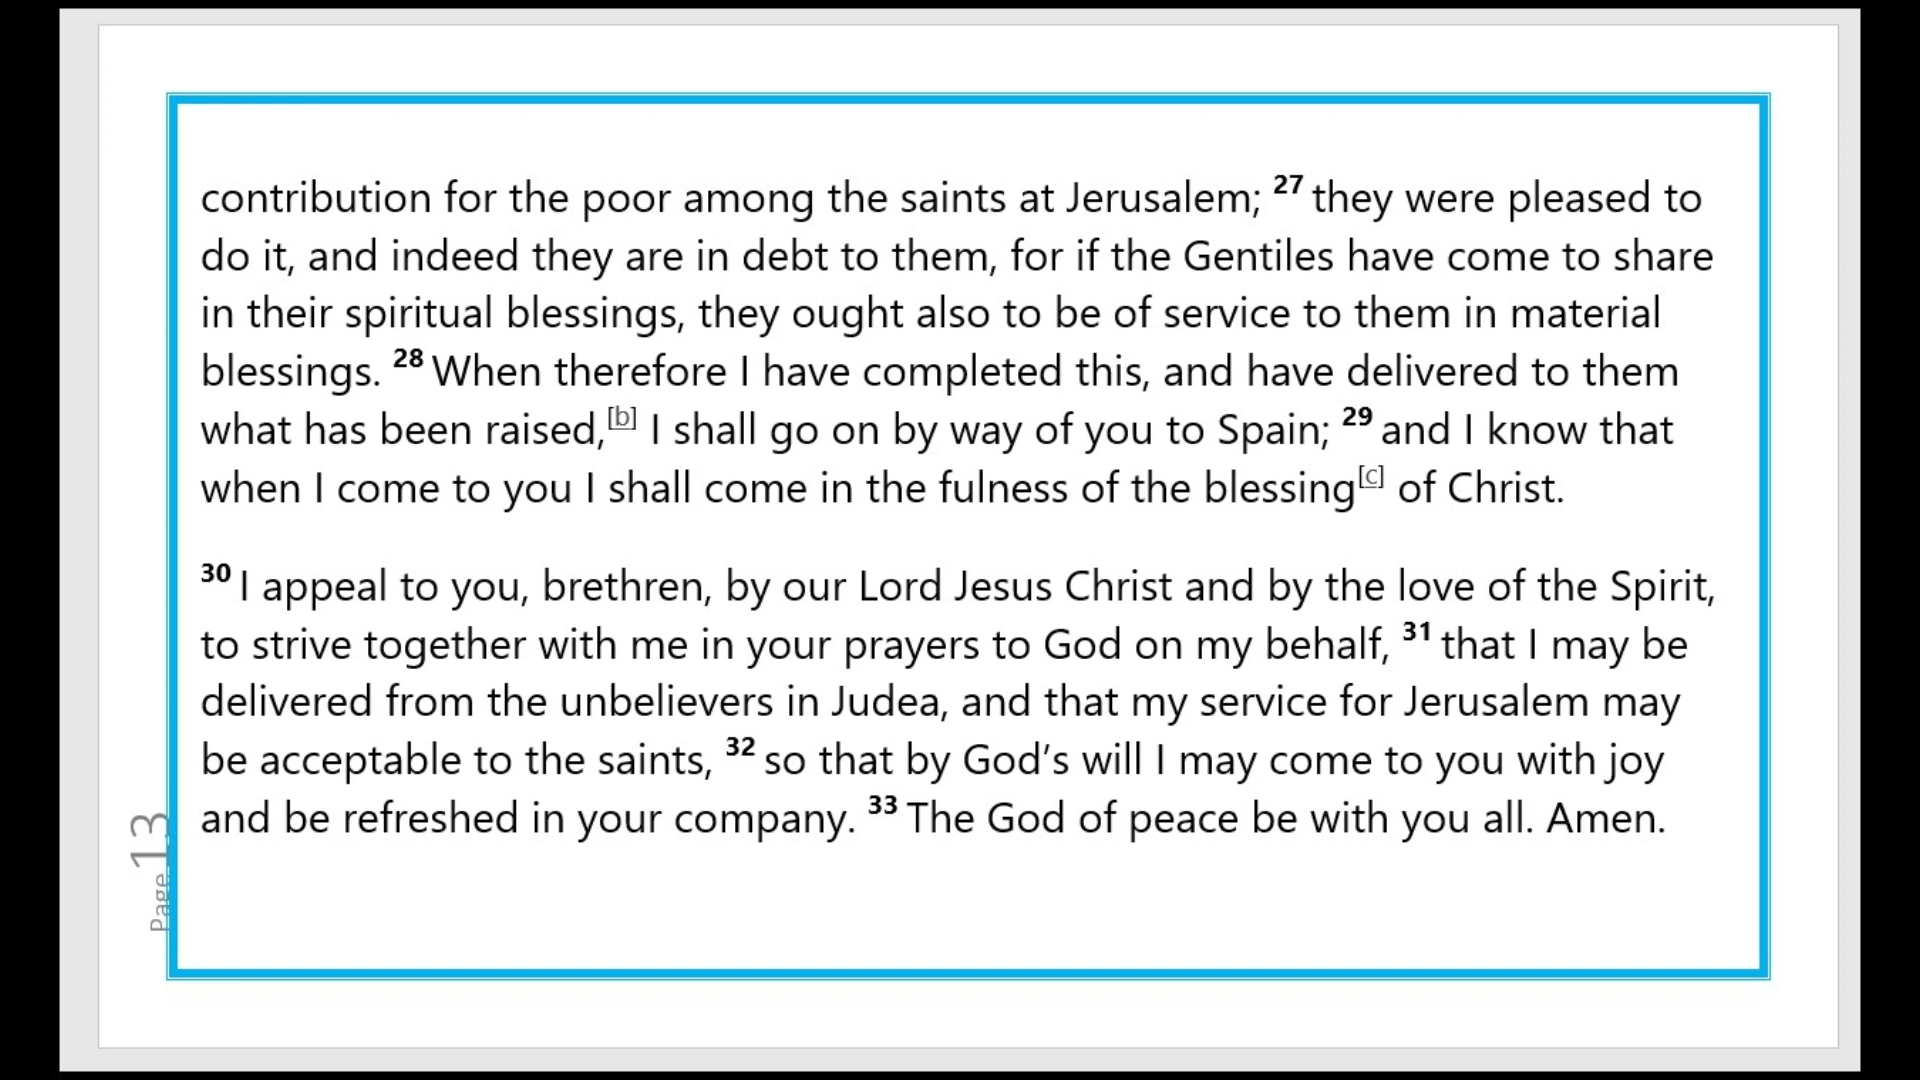 contribution for the poor among the saints at Jerusalem; 27 they were pleased to
do it, and indeed they are in debt to them, for if the Gentiles have come to share
in their spiritual blessings, they ought also to be of service to them in material
blessings. 28 When therefore I have completed this, and have delivered to them
what has been raised,[b] I shall go on by way of you to Spain; 29 and I know that
when I come to you I shall come in the fulness of the blessing[c] of Christ.
30 I appeal to you, brethren, by our Lord Jesus Christ and by the love of the Spirit,
to strive together with me in your prayers to God on my behalf, 31 that I may be
delivered from the unbelievers in Judea, and that my service for Jerusalem may
be acceptable to the saints, 32 so that by God’s will I may come to you with joy
and be refreshed in your company. 33 The God of peace be with you all. Amen.
Page 13